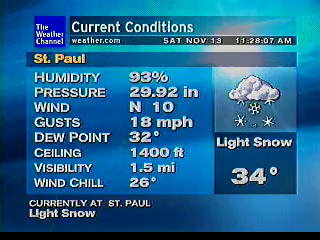 The Weather Channel
Current Conditions
weather.com SAT NOV 13 11:28:07 AM
St. Paul
HUMIDITY 93%
PRESSURE 29.92 in
WIND N 10
GUSTS 18 mph
DEW POINT 32°
CEILING 1400 ft
VISIBILITY 1.5 mi
WIND CHILL 26°
Light Snow
34°
CURRENTLY AT ST. PAUL
Light Snow